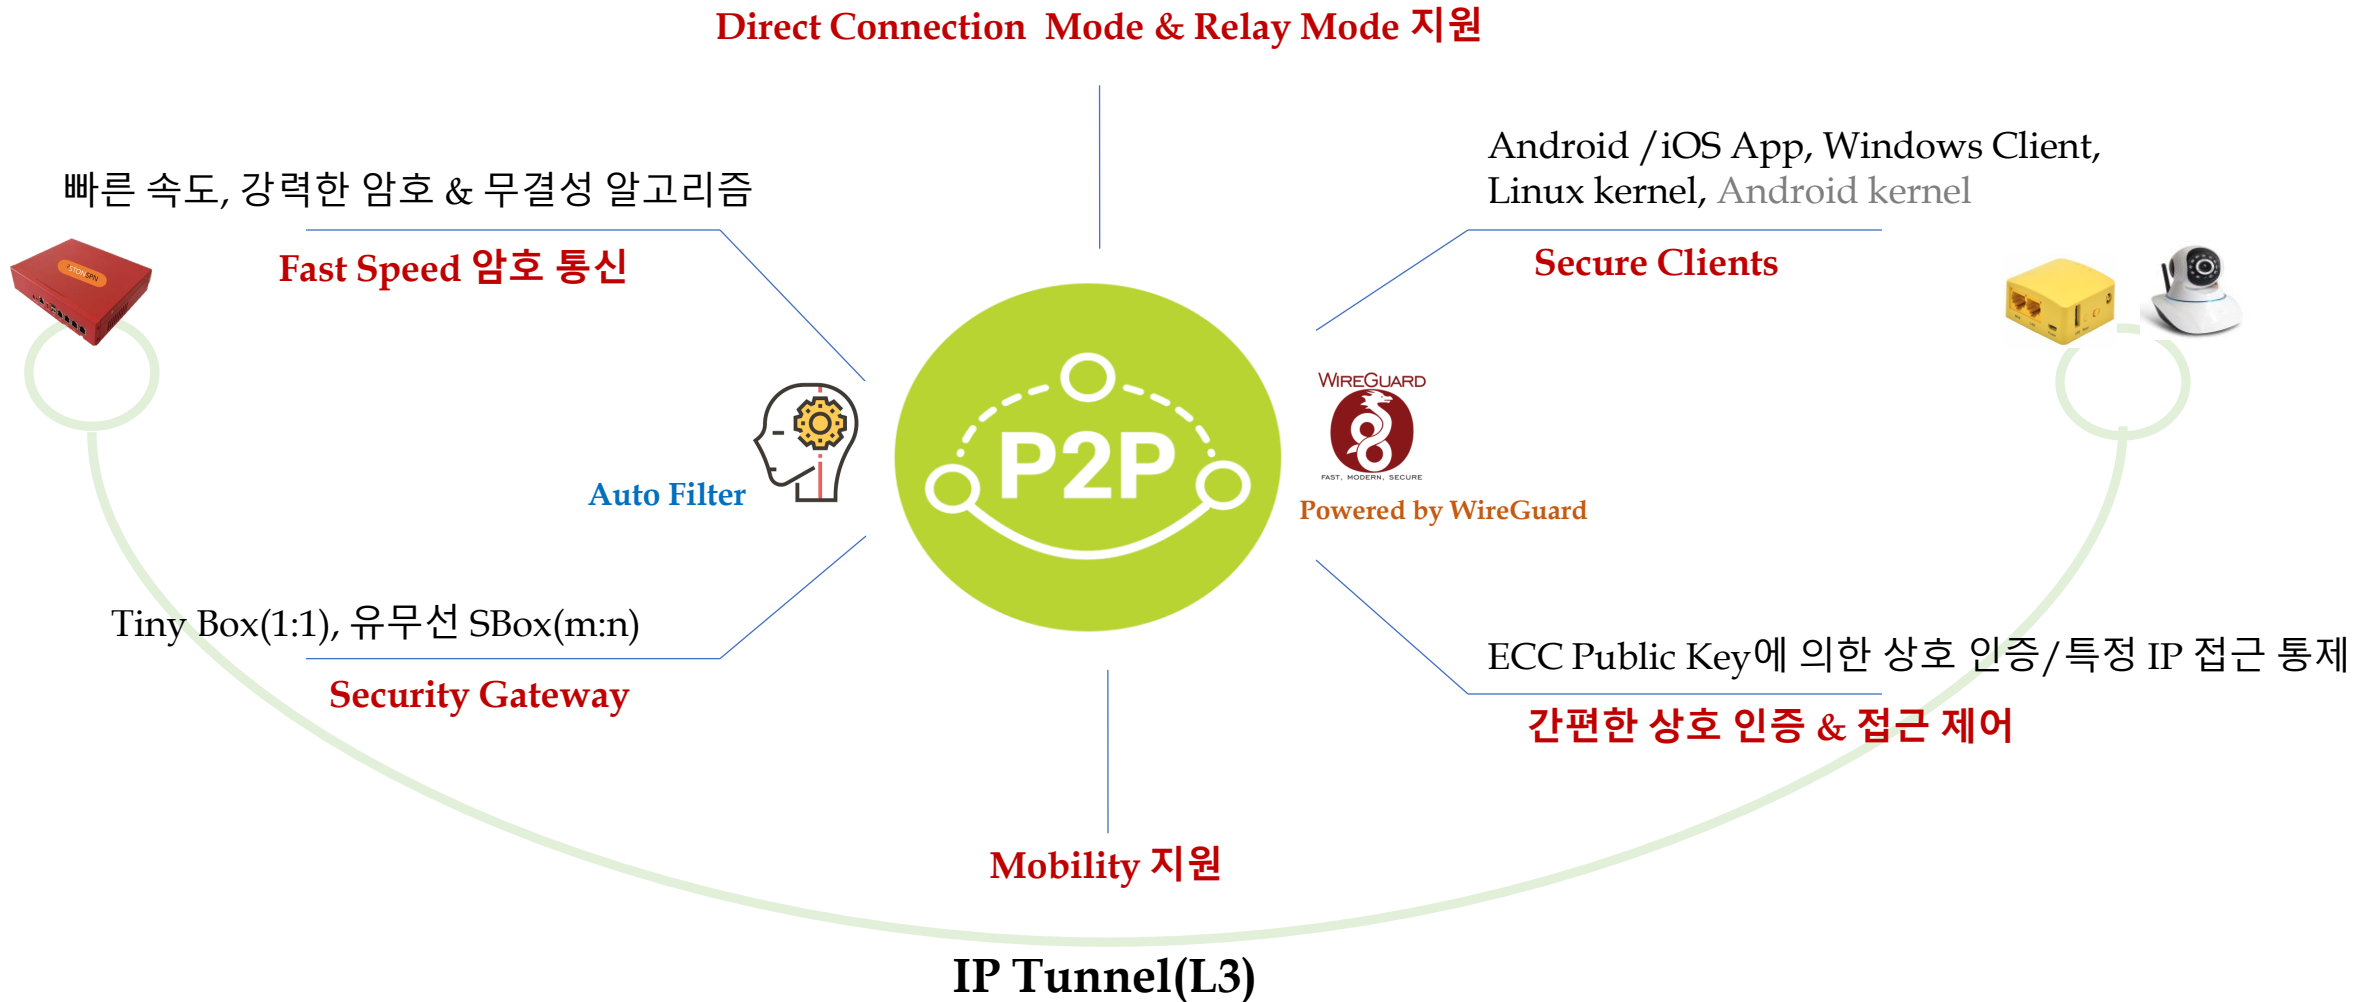 Direct Connection Mode & Relay Mode 지원
빠른 속도, 강력한 암호 & 무결성 알고리즘
Fast Speed 암호 통신
Android /iOS App, Windows Client,
Linux kernel, Android kernel
Secure Clients
STONSPN
WIREGUARD
FAST, MODERN, SECURE
Powered by WireGuard
P2P
Auto Filter
Tiny Box(1:1), 유무선 SBox(m:n)
Security Gateway
ECC Public Key에 의한 상호 인증/특정 IP 접근 통제
간편한 상호 인증 & 접근 제어
Mobility 지원
IP Tunnel(L3)